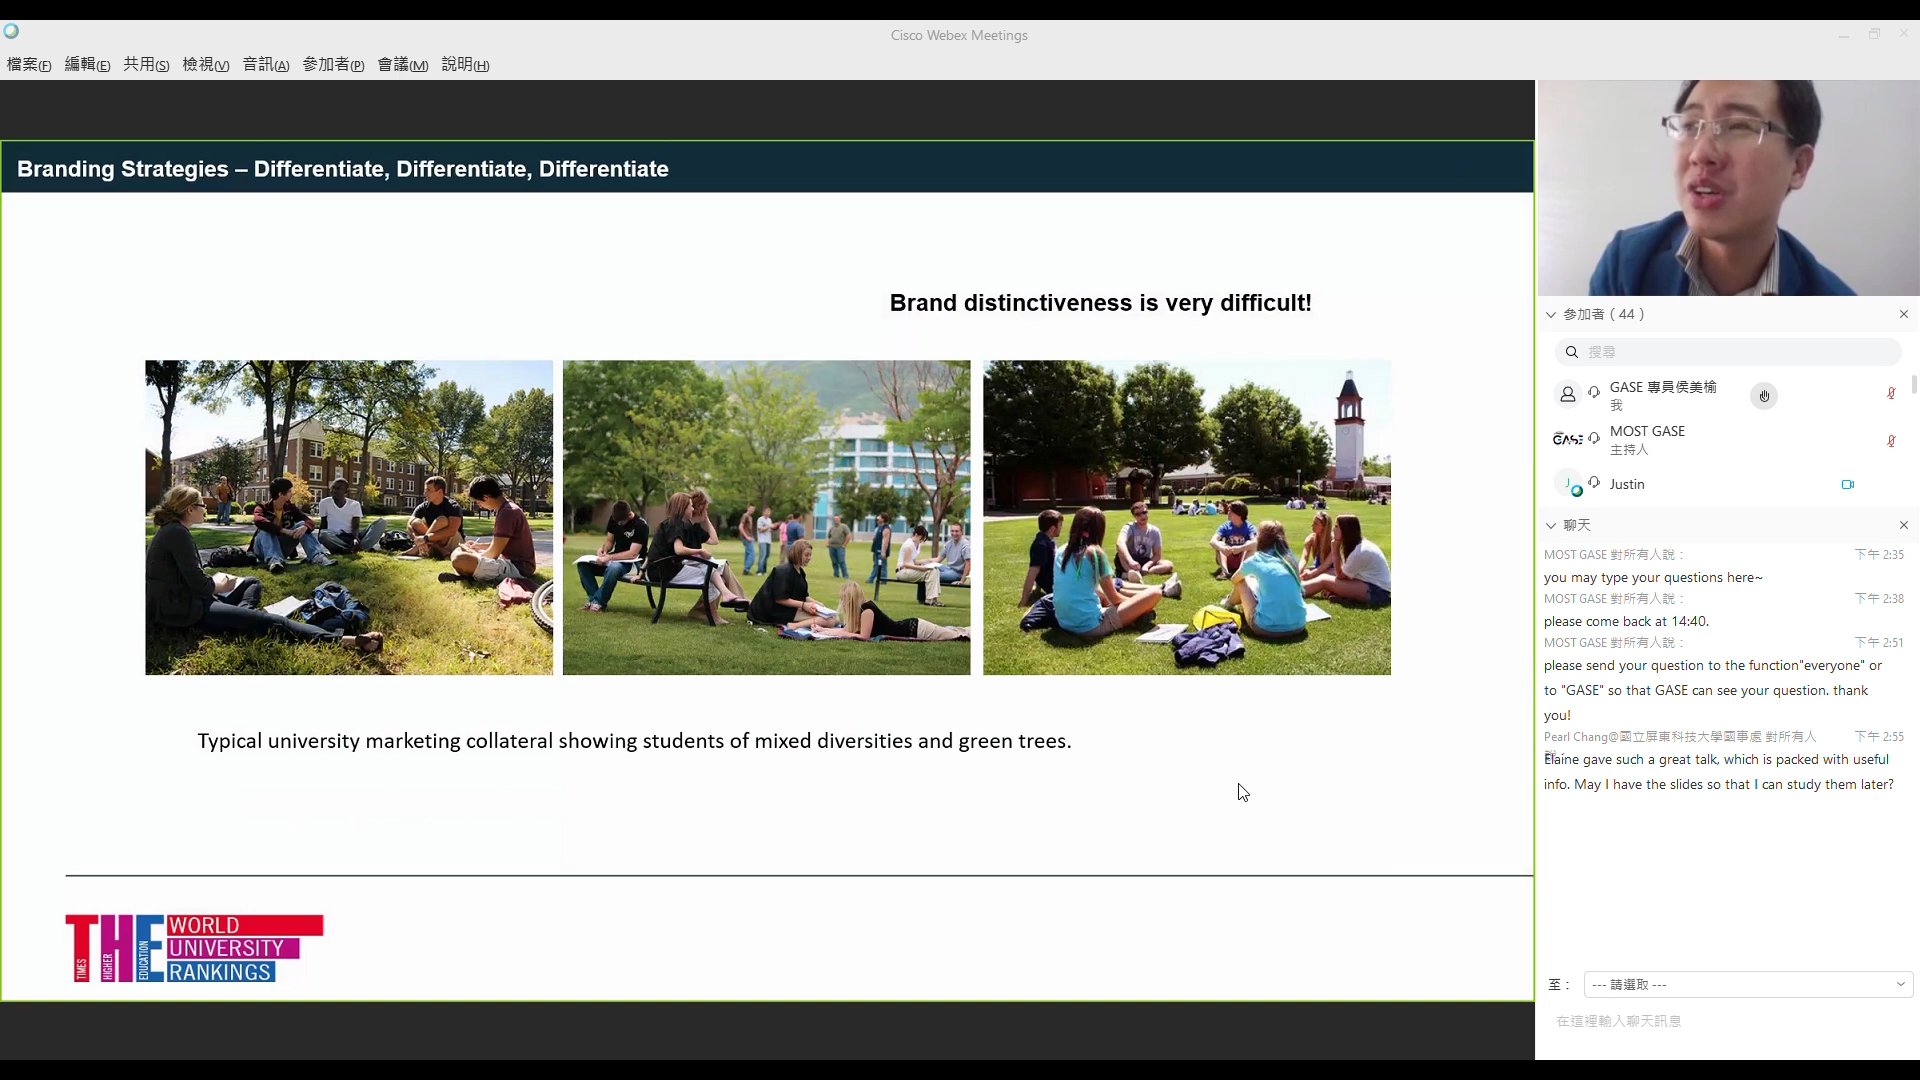 Cisco Webex Meetings
檔案(F) 編輯(E) 共用(S) 檢視(V) 音訊(A) 參加者(P) 會議(M) 說明(H)
Branding Strategies – Differentiate, Differentiate, Differentiate
Brand distinctiveness is very difficult!
Typical university marketing collateral showing students of mixed diversities and green trees.
THE
TIMES HIGHER EDUCATION
WORLD
UNIVERSITY
RANKINGS
參加者 ( 44 )
搜尋
GASE 專員侯美榆
我
GASE
MOST GASE
主持人
J
Justin
聊天
MOST GASE 對所有人說： 下午 2:35
you may type your questions here~
MOST GASE 對所有人說： 下午 2:38
please come back at 14:40.
MOST GASE 對所有人說： 下午 2:51
please send your question to the function"everyone" or
to "GASE" so that GASE can see your question. thank
you!
Pearl Chang@國立屏東科技大學國事處 對所有人 下午 2:55
Elaine gave such a great talk, which is packed with useful
info. May I have the slides so that I can study them later?
至： --- 請選取 ---
在這裡輸入聊天訊息